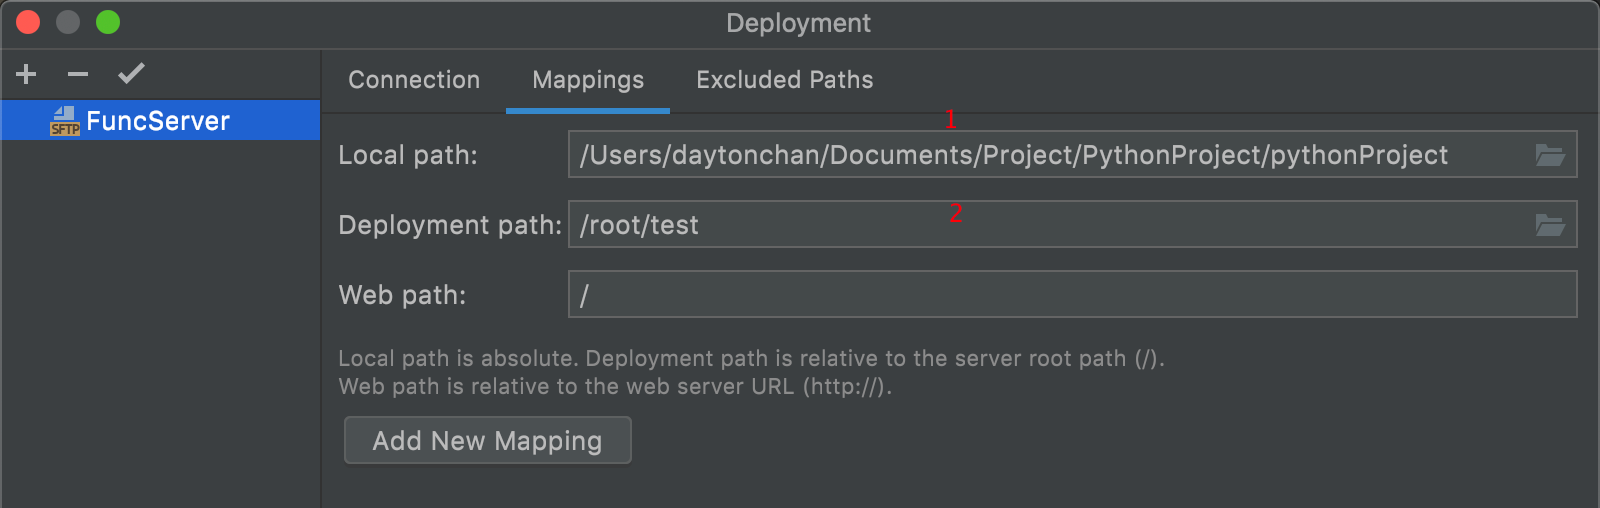 Deployment
Connection Mappings Excluded Paths
SFTP FuncServer
1
Local path: /Users/daytonchan/Documents/Project/PythonProject/pythonProject
2
Deployment path: /root/test
Web path: /
Local path is absolute. Deployment path is relative to the server root path (/).
Web path is relative to the web server URL (http://).
Add New Mapping